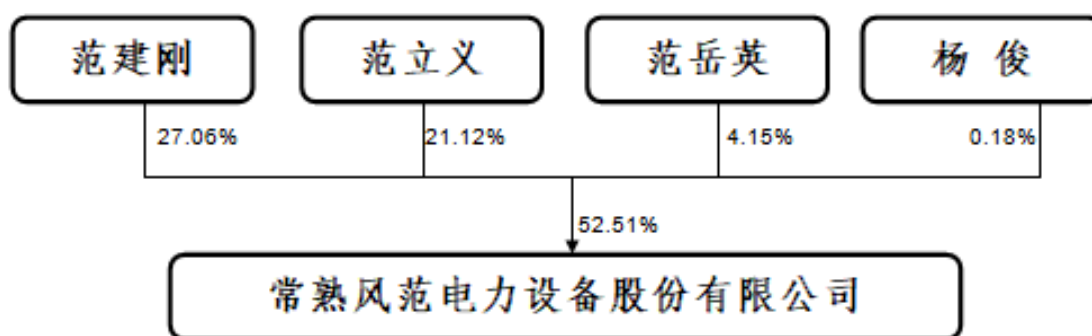 范建刚 范立义 范岳英 杨 俊
27.06% 21.12% 4.15% 0.18%
52.51%
常熟风范电力设备股份有限公司